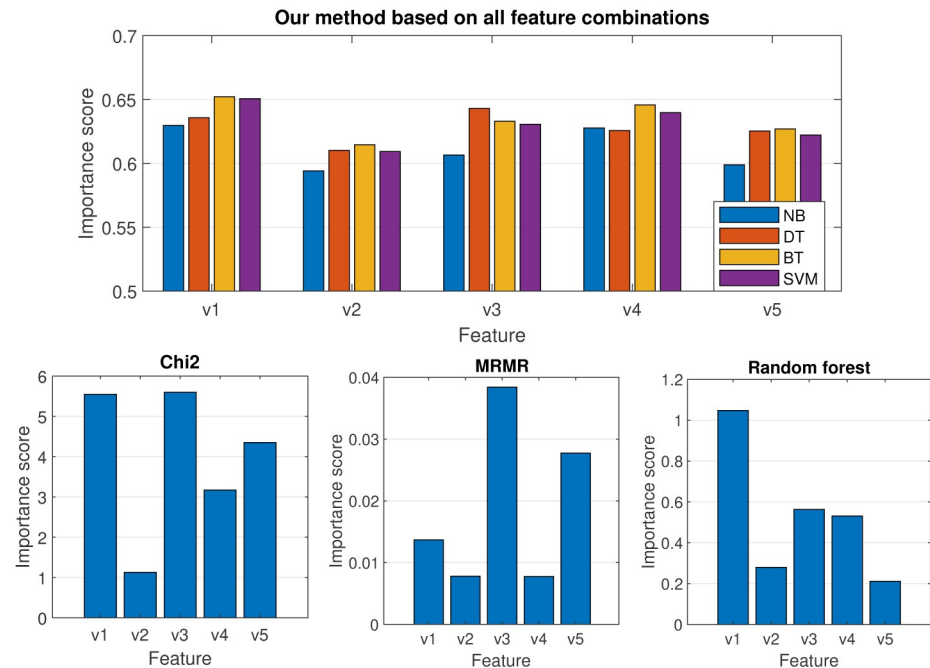 Our method based on all feature combinations
Importance score
0.7
0.65
0.6
0.55
0.5
NB
DT
BT
SVM
v1 v2 v3 v4 v5
Feature
Chi2
Importance score
6
5
4
3
2
1
0
v1 v2 v3 v4 v5
Feature
MRMR
Importance score
0.04
0.03
0.02
0.01
0
v1 v2 v3 v4 v5
Feature
Random forest
Importance score
1.2
1
0.8
0.6
0.4
0.2
0
v1 v2 v3 v4 v5
Feature